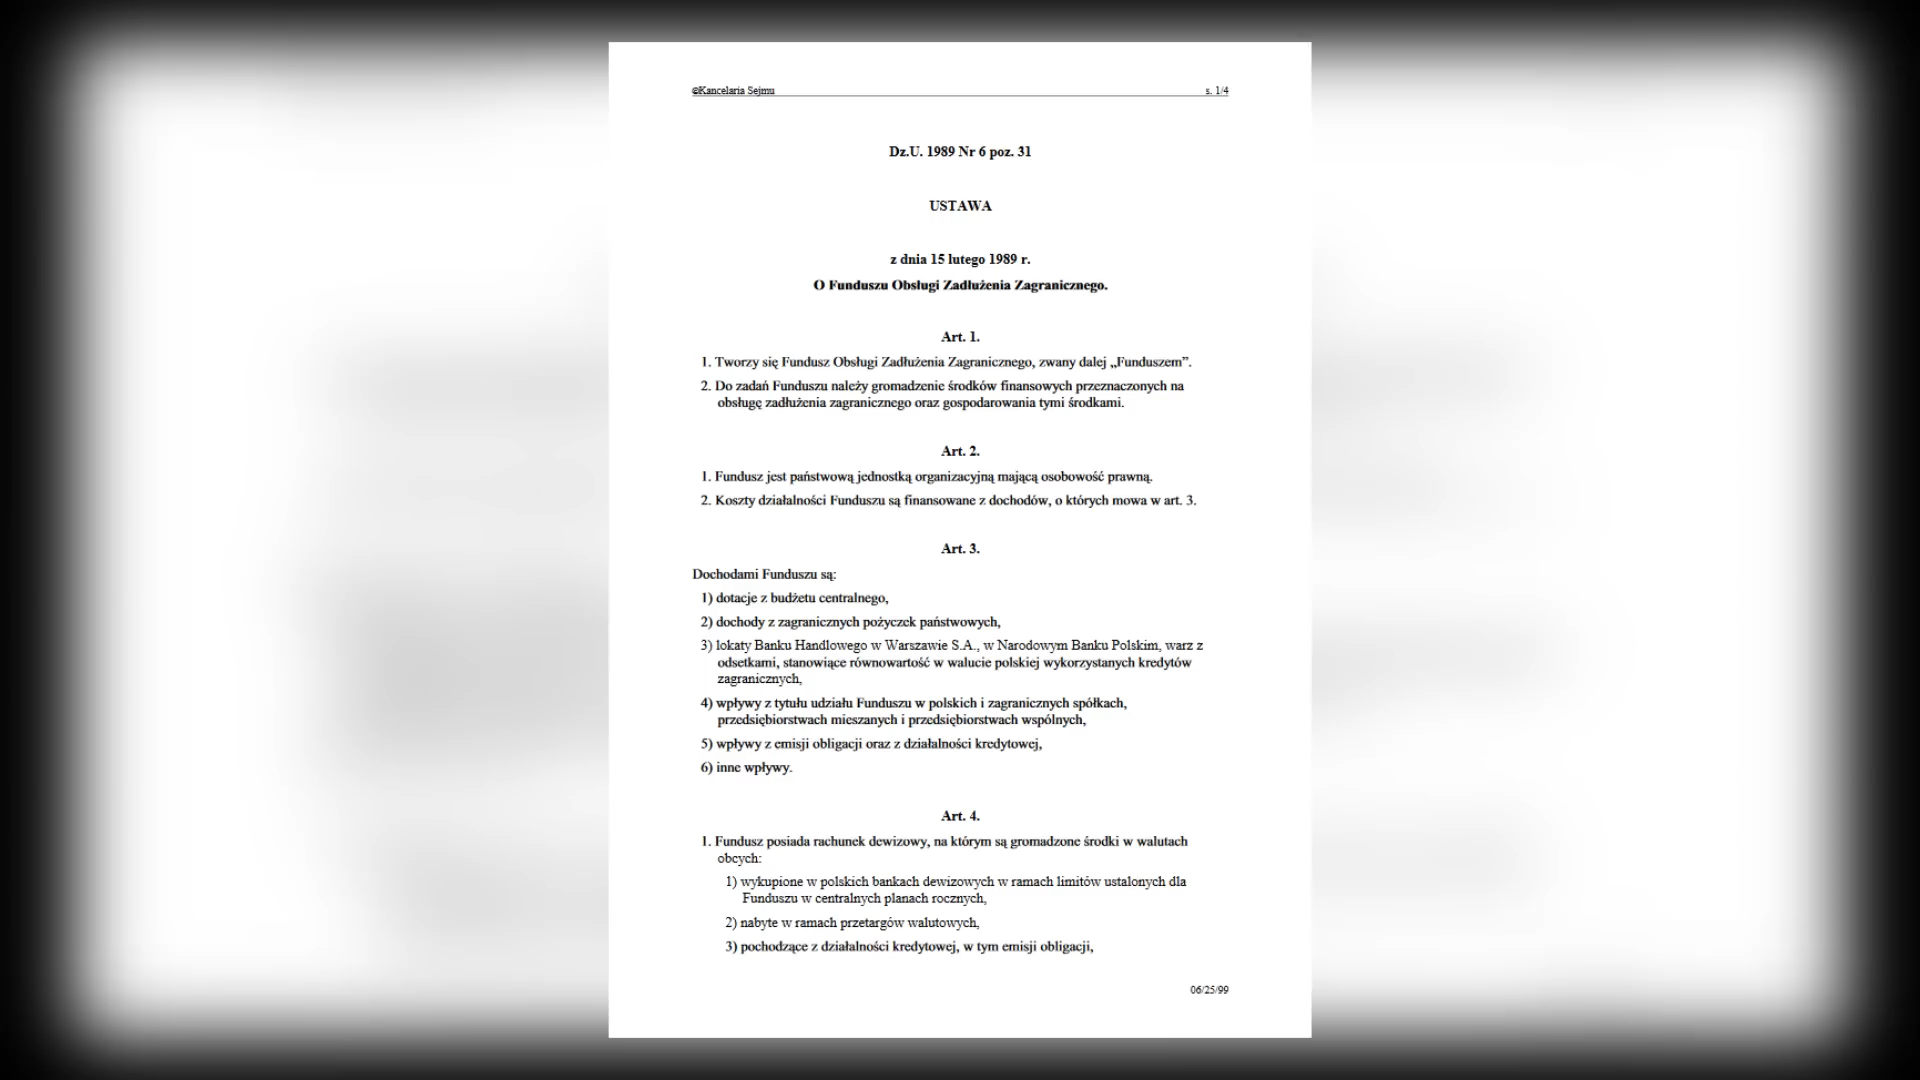 ©Kancelaria Sejmu
s. 1/4
Dz.U. 1989 Nr 6 poz. 31
USTAWA
z dnia 15 lutego 1989 r.
O Funduszu Obsługi Zadłużenia Zagranicznego.
Art. 1.
1. Tworzy się Fundusz Obsługi Zadłużenia Zagranicznego, zwany dalej „Funduszem”.
2. Do zadań Funduszu należy gromadzenie środków finansowych przeznaczonych na
obsługę zadłużenia zagranicznego oraz gospodarowania tymi środkami.
Art. 2.
1. Fundusz jest państwową jednostką organizacyjną mającą osobowość prawną.
2. Koszty działalności Funduszu są finansowane z dochodów, o których mowa w art. 3.
Art. 3.
Dochodami Funduszu są:
1) dotacje z budżetu centralnego,
2) dochody z zagranicznych pożyczek państwowych,
3) lokaty Banku Handlowego w Warszawie S.A., w Narodowym Banku Polskim, warz z
odsetkami, stanowiące równowartość w walucie polskiej wykorzystanych kredytów
zagranicznych,
4) wpływy z tytułu udziału Funduszu w polskich i zagranicznych spółkach,
przedsiębiorstwach mieszanych i przedsiębiorstwach wspólnych,
5) wpływy z emisji obligacji oraz z działalności kredytowej,
6) inne wpływy.
Art. 4.
1. Fundusz posiada rachunek dewizowy, na którym są gromadzone środki w walutach
obcych:
1) wykupione w polskich bankach dewizowych w ramach limitów ustalonych dla
Funduszu w centralnych planach rocznych,
2) nabyte w ramach przetargów walutowych,
3) pochodzące z działalności kredytowej, w tym emisji obligacji,
06/25/99